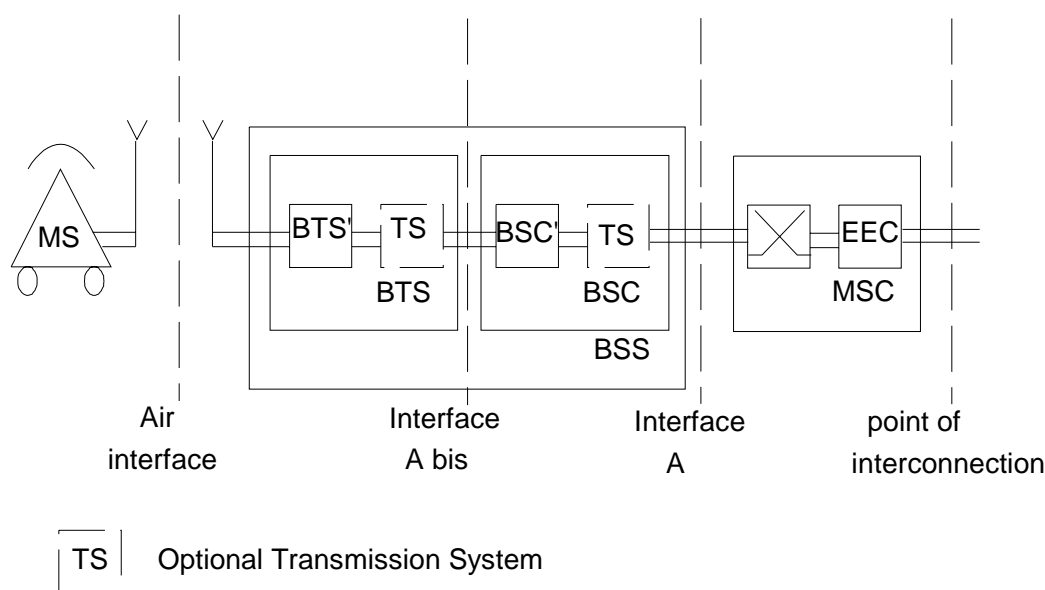 MS
BTS'
TS
BTS
BSC'
TS
BSC
BSS
EEC
MSC
Air
interface
Interface
A bis
Interface
A
point of
interconnection
TS Optional Transmission System